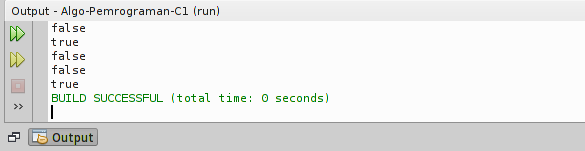 Output - Algo-Pemrograman-C1 (run)
false
true
false
false
true
BUILD SUCCESSFUL (total time: 0 seconds)
>>
Output